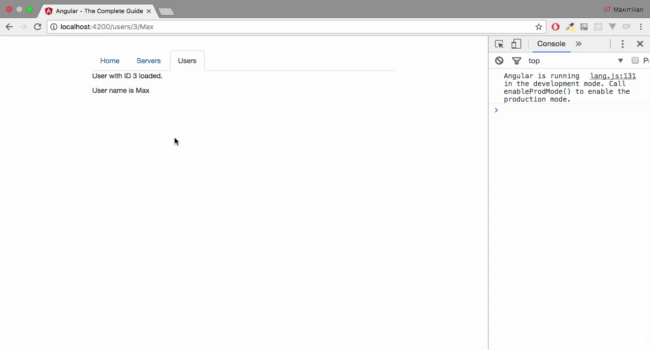 Angular - The Complete Guide
Maximilian
localhost:4200/users/3/Max
Home
Servers
Users
User with ID 3 loaded.
User name is Max
Console
top
Angular is running lang.js:131
in the development mode. Call
enableProdMode() to enable the
production mode.